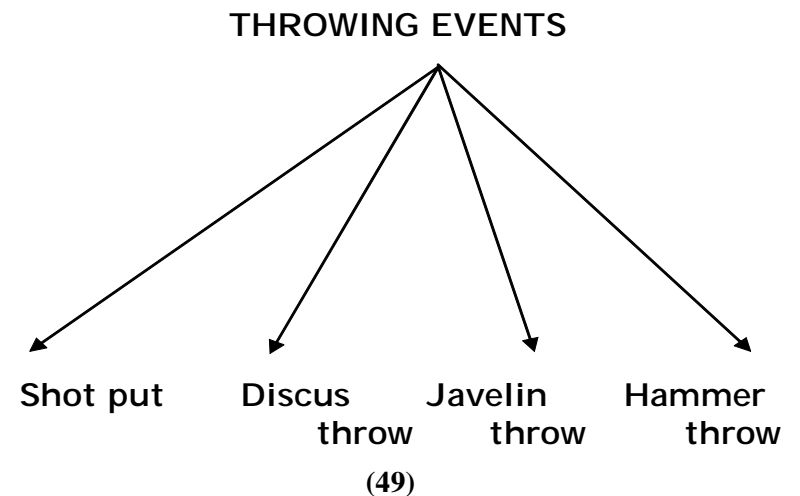 THROWING EVENTS
Shot put Discus Javelin Hammer
throw throw throw
(49)